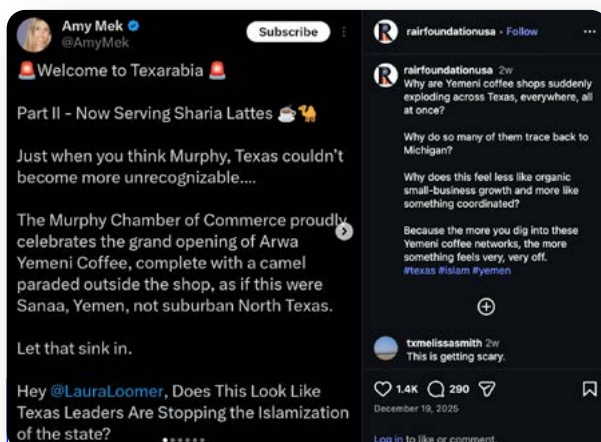 Amy Mek
@AmyMek
Subscribe
🚨Welcome to Texarabia 🚨
Part II - Now Serving Sharia Lattes ☕🐪
Just when you think Murphy, Texas couldn’t
become more unrecognizable....
The Murphy Chamber of Commerce proudly
celebrates the grand opening of Arwa
Yemeni Coffee, complete with a camel
paraded outside the shop, as if this were
Sanaa, Yemen, not suburban North Texas.
Let that sink in.
Hey @LauraLoomer, Does This Look Like
Texas Leaders Are Stopping the Islamization
of the state?
rairfoundationusa • Follow
rairfoundationusa 2w
Why are Yemeni coffee shops suddenly
exploding across Texas, everywhere, all
at once?
Why do so many of them trace back to
Michigan?
Why does this feel less like organic
small-business growth and more like
something coordinated?
Because the more you dig into these
Yemeni coffee networks, the more
something feels very, very off.
#texas #islam #yemen
txmelissasmith 2w
This is getting scary.
1.4K 290
December 19, 2025
Log in to like or comment.